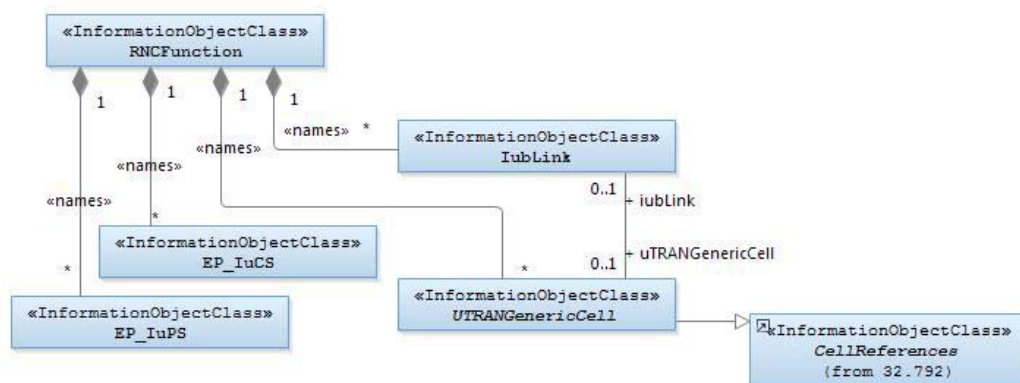 «InformationObjectClass»
RNCFunction
1
1
1
1
«names»
*
«names»
«names»
«InformationObjectClass»
IubLink
0..1
+ iubLink
*
«InformationObjectClass»
EP_IuCS
+ uTRANGenericCell
0..1
*
*
«InformationObjectClass»
EP_IuPS
«InformationObjectClass»
UTRANGenericCell
«InformationObjectClass»
CellReferences
(from 32.792)